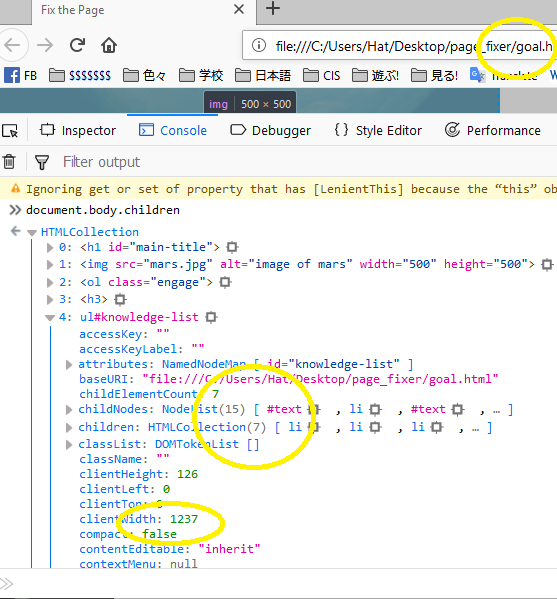 Fix the Page
file:///C:/Users/Hat/Desktop/page_fixer/goal.h
FB $$$$$$$ 色々 学校 日本語 CIS 遊ぶ! 見る! Translate W
img | 500 × 500
Inspector Console Debugger { } Style Editor Performance
Filter output
Ignoring get or set of property that has [LenientThis] because the “this” ob
document.body.children
HTMLCollection
0: <h1 id="main-title">
1: <img src="mars.jpg" alt="image of mars" width="500" height="500">
2: <ol class="engage">
3: <h3>
4: ul#knowledge-list
accessKey: ""
accessKeyLabel: ""
attributes: NamedNodeMap [ id="knowledge-list" ]
baseURI: "file:///C:/Users/Hat/Desktop/page_fixer/goal.html"
childElementCount: 7
childNodes: NodeList(15) [ #text , li , #text , … ]
children: HTMLCollection(7) [ li , li , li , … ]
classList: DOMTokenList []
className: ""
clientHeight: 126
clientLeft: 0
clientTop: 0
clientWidth: 1237
compact: false
contentEditable: "inherit"
contextMenu: null